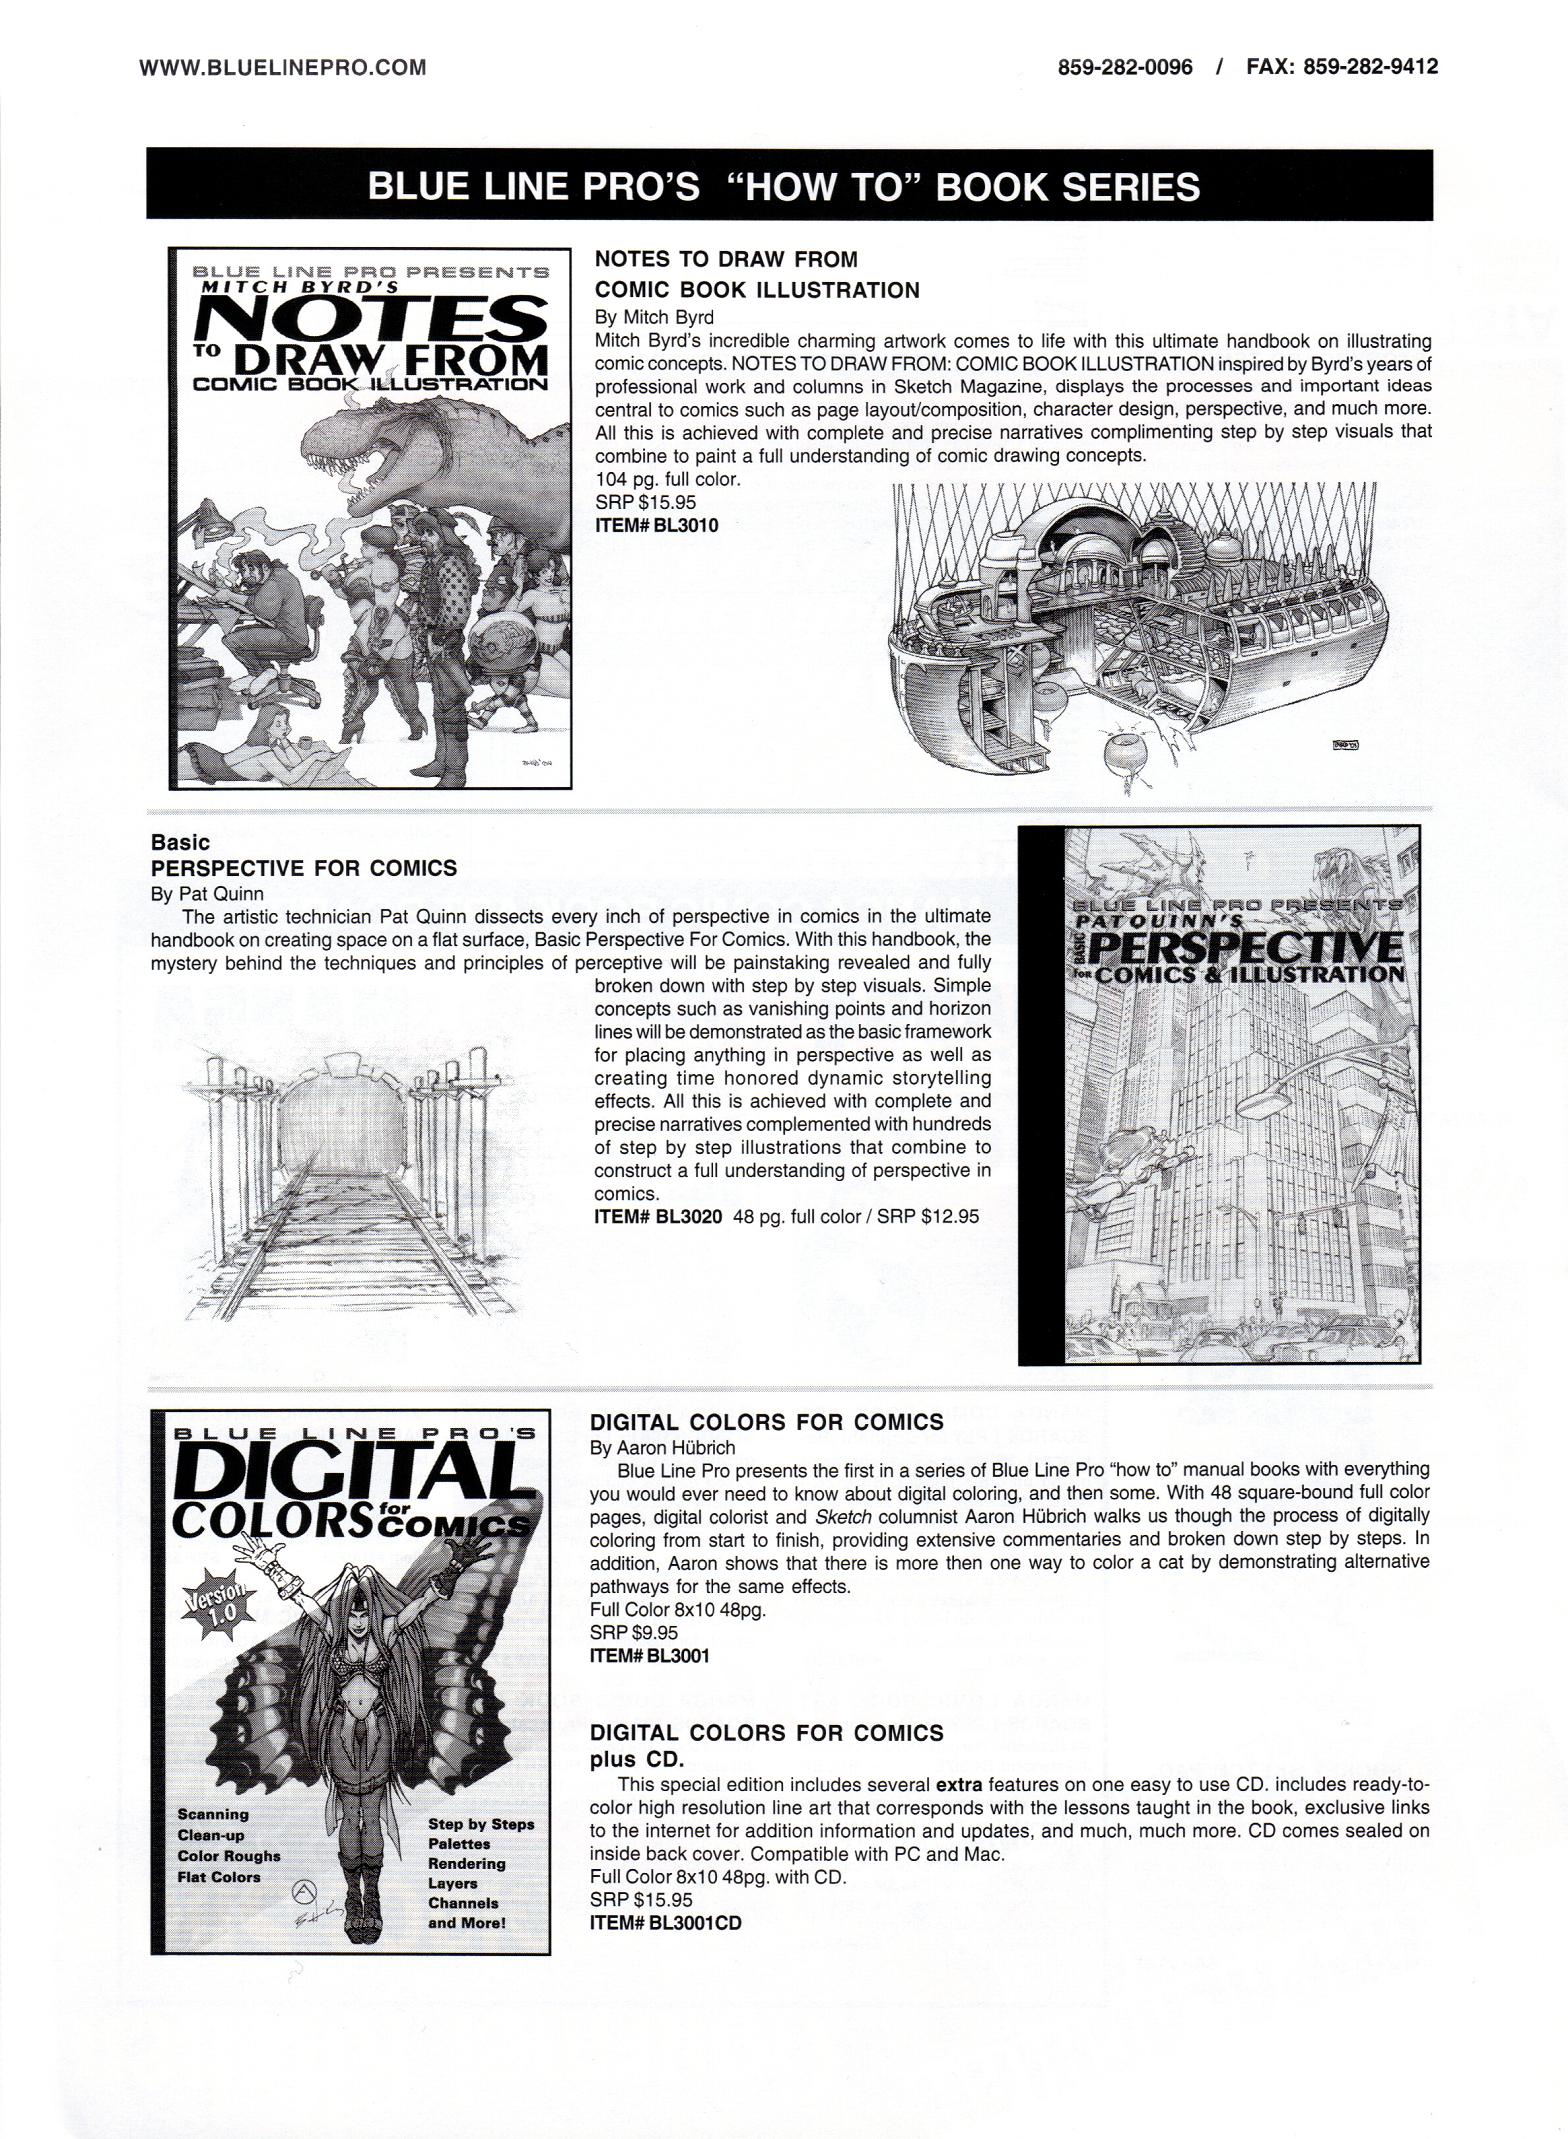 WWW.BLUELINEPRO.COM
859-282-0096 / FAX: 859-282-9412
BLUE LINE PRO'S “HOW TO” BOOK SERIES
BLUE LINE PRO PRESENTS
MITCH BYRD'S
NOTES
TO DRAW FROM
COMIC BOOK ILLUSTRATION
NOTES TO DRAW FROM
COMIC BOOK ILLUSTRATION
By Mitch Byrd
Mitch Byrd's incredible charming artwork comes to life with this ultimate handbook on illustrating
comic concepts. NOTES TO DRAW FROM: COMIC BOOK ILLUSTRATION inspired by Byrd's years of
professional work and columns in Sketch Magazine, displays the processes and important ideas
central to comics such as page layout/composition, character design, perspective, and much more.
All this is achieved with complete and precise narratives complimenting step by step visuals that
combine to paint a full understanding of comic drawing concepts.
104 pg. full color.
SRP $15.95
ITEM# BL3010
Basic
PERSPECTIVE FOR COMICS
By Pat Quinn
The artistic technician Pat Quinn dissects every inch of perspective in comics in the ultimate
handbook on creating space on a flat surface, Basic Perspective For Comics. With this handbook, the
mystery behind the techniques and principles of perceptive will be painstaking revealed and fully
broken down with step by step visuals. Simple
concepts such as vanishing points and horizon
lines will be demonstrated as the basic framework
for placing anything in perspective as well as
creating time honored dynamic storytelling
effects. All this is achieved with complete and
precise narratives complemented with hundreds
of step by step illustrations that combine to
construct a full understanding of perspective in
comics.
ITEM# BL3020 48 pg. full color / SRP $12.95
BLUE LINE PRO PRESENTS
PAT QUINN'S
BASIC PERSPECTIVE
FOR COMICS & ILLUSTRATION
BLUE LINE PRO'S
DIGITAL
COLORS for COMICS
Version
1.0
Scanning
Clean-up
Color Roughs
Flat Colors
Step by Steps
Palettes
Rendering
Layers
Channels
and More!
DIGITAL COLORS FOR COMICS
By Aaron Hübrich
Blue Line Pro presents the first in a series of Blue Line Pro “how to” manual books with everything
you would ever need to know about digital coloring, and then some. With 48 square-bound full color
pages, digital colorist and Sketch columnist Aaron Hübrich walks us though the process of digitally
coloring from start to finish, providing extensive commentaries and broken down step by steps. In
addition, Aaron shows that there is more then one way to color a cat by demonstrating alternative
pathways for the same effects.
Full Color 8x10 48pg.
SRP $9.95
ITEM# BL3001
DIGITAL COLORS FOR COMICS
plus CD.
This special edition includes several extra features on one easy to use CD. includes ready-to-
color high resolution line art that corresponds with the lessons taught in the book, exclusive links
to the internet for addition information and updates, and much, much more. CD comes sealed on
inside back cover. Compatible with PC and Mac.
Full Color 8x10 48pg. with CD.
SRP $15.95
ITEM# BL3001CD